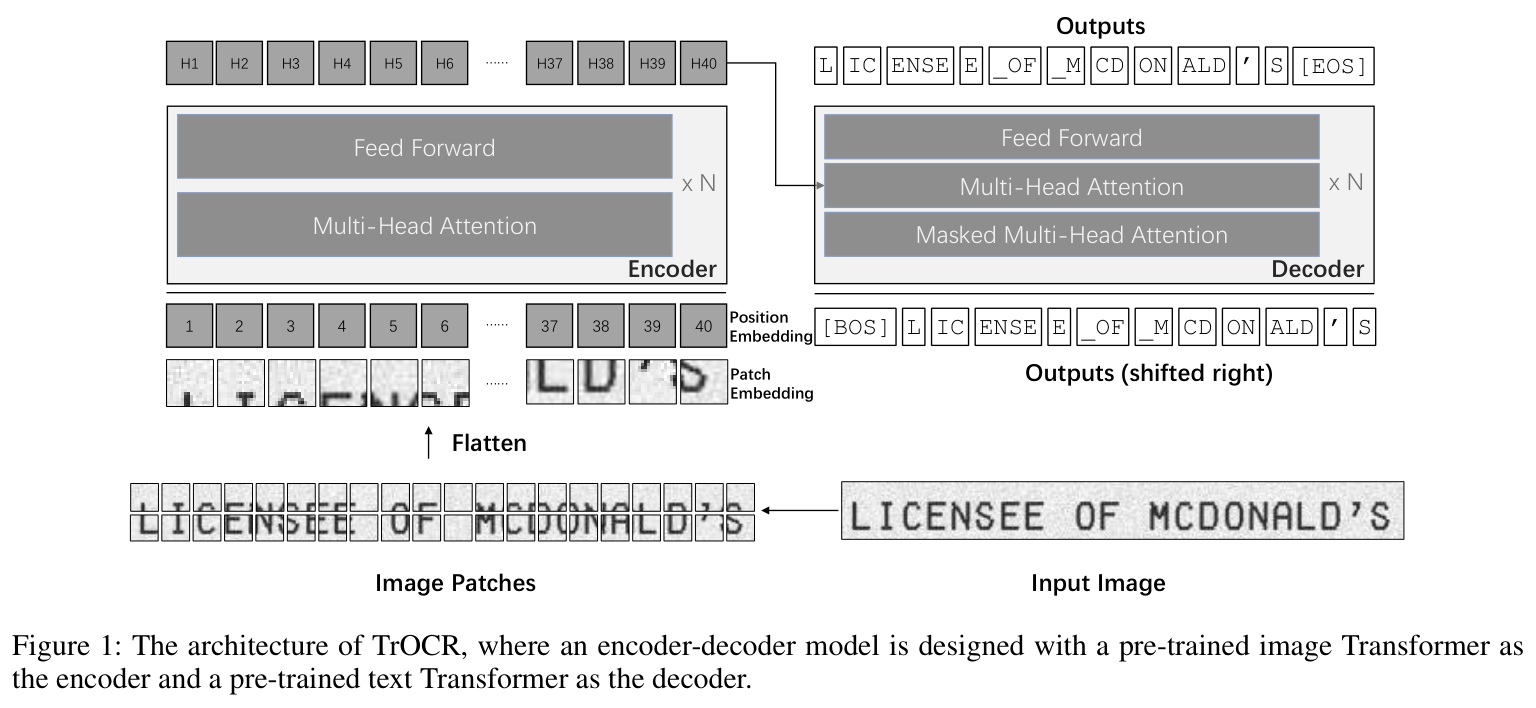 Outputs
H1 H2 H3 H4 H5 H6 ...... H37 H38 H39 H40
L IC ENSE E _OF _M CD ON ALD ' S [EOS]
Feed Forward
Multi-Head Attention
x N
Encoder
Feed Forward
Multi-Head Attention
Masked Multi-Head Attention
x N
Decoder
1 2 3 4 5 6 ...... 37 38 39 40
Position
Embedding
[BOS] L IC ENSE E _OF _M CD ON ALD ' S
LICENSE ...... LD'S
Patch
Embedding
Outputs (shifted right)
Flatten
LICENSEE OF MCDONALD'S
LICENSEE OF MCDONALD'S
Image Patches
Input Image
Figure 1: The architecture of TrOCR, where an encoder-decoder model is designed with a pre-trained image Transformer as
the encoder and a pre-trained text Transformer as the decoder.